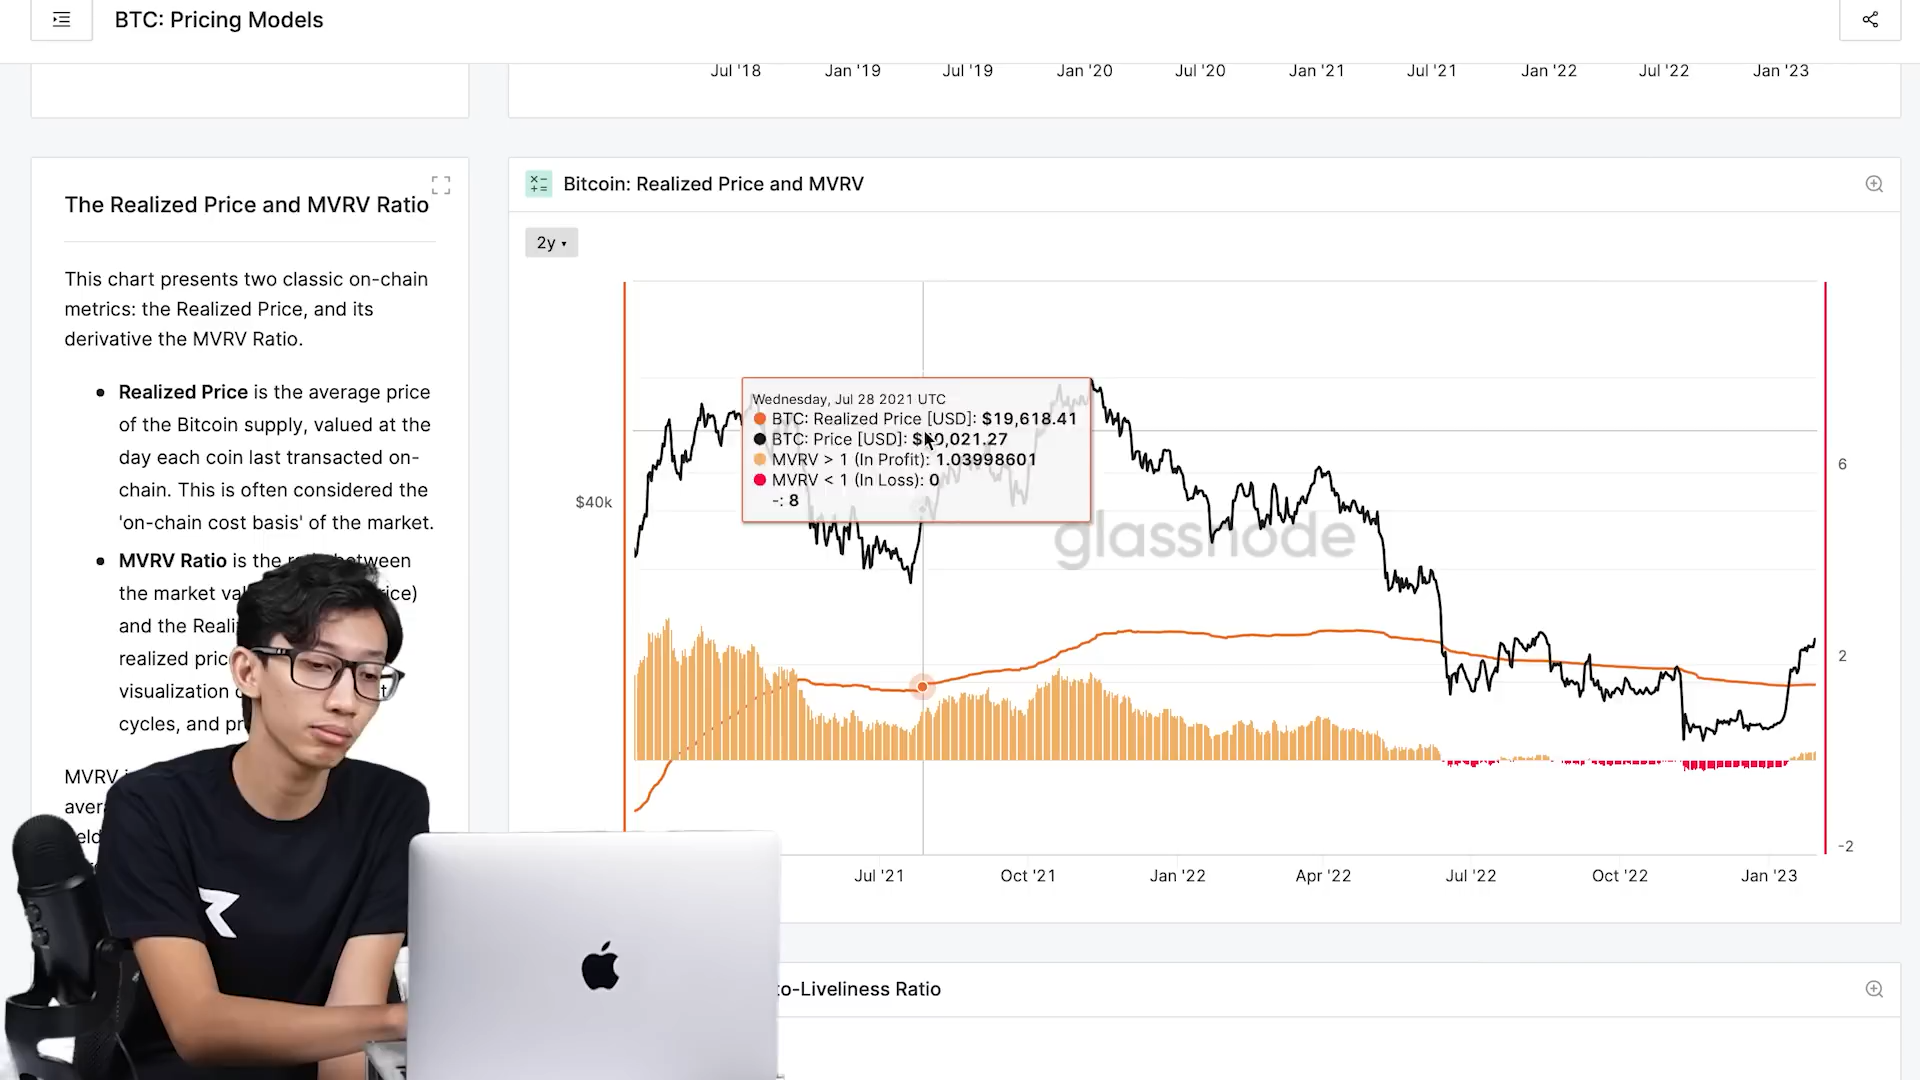 BTC: Pricing Models
Jul '18
Jan '19
Jul '19
Jan '20
Jul '20
Jan '21
Jul '21
Jan '22
Jul '22
Jan '23
The Realized Price and MVRV Ratio
This chart presents two classic on-chain
metrics: the Realized Price, and its
derivative the MVRV Ratio.
Realized Price is the average price
of the Bitcoin supply, valued at the
day each coin last transacted on-
chain. This is often considered the
'on-chain cost basis' of the market.
MVRV Ratio is the
the market
and the
realized
visualization
cycles, and
MVRV
Bitcoin: Realized Price and MVRV
2y
Wednesday, Jul 28 2021 UTC
BTC: Realized Price [USD]: $19,618.41
BTC: Price [USD]:
MVRV > 1 (In Profit): 1.03998601
MVRV < 1 (In Loss): 0
-: 8
$40k
6
2
-2
glassnode
Jul '21
Oct '21
Jan '22
Apr '22
Jul '22
Oct '22
Jan '23
to-Liveliness Ratio